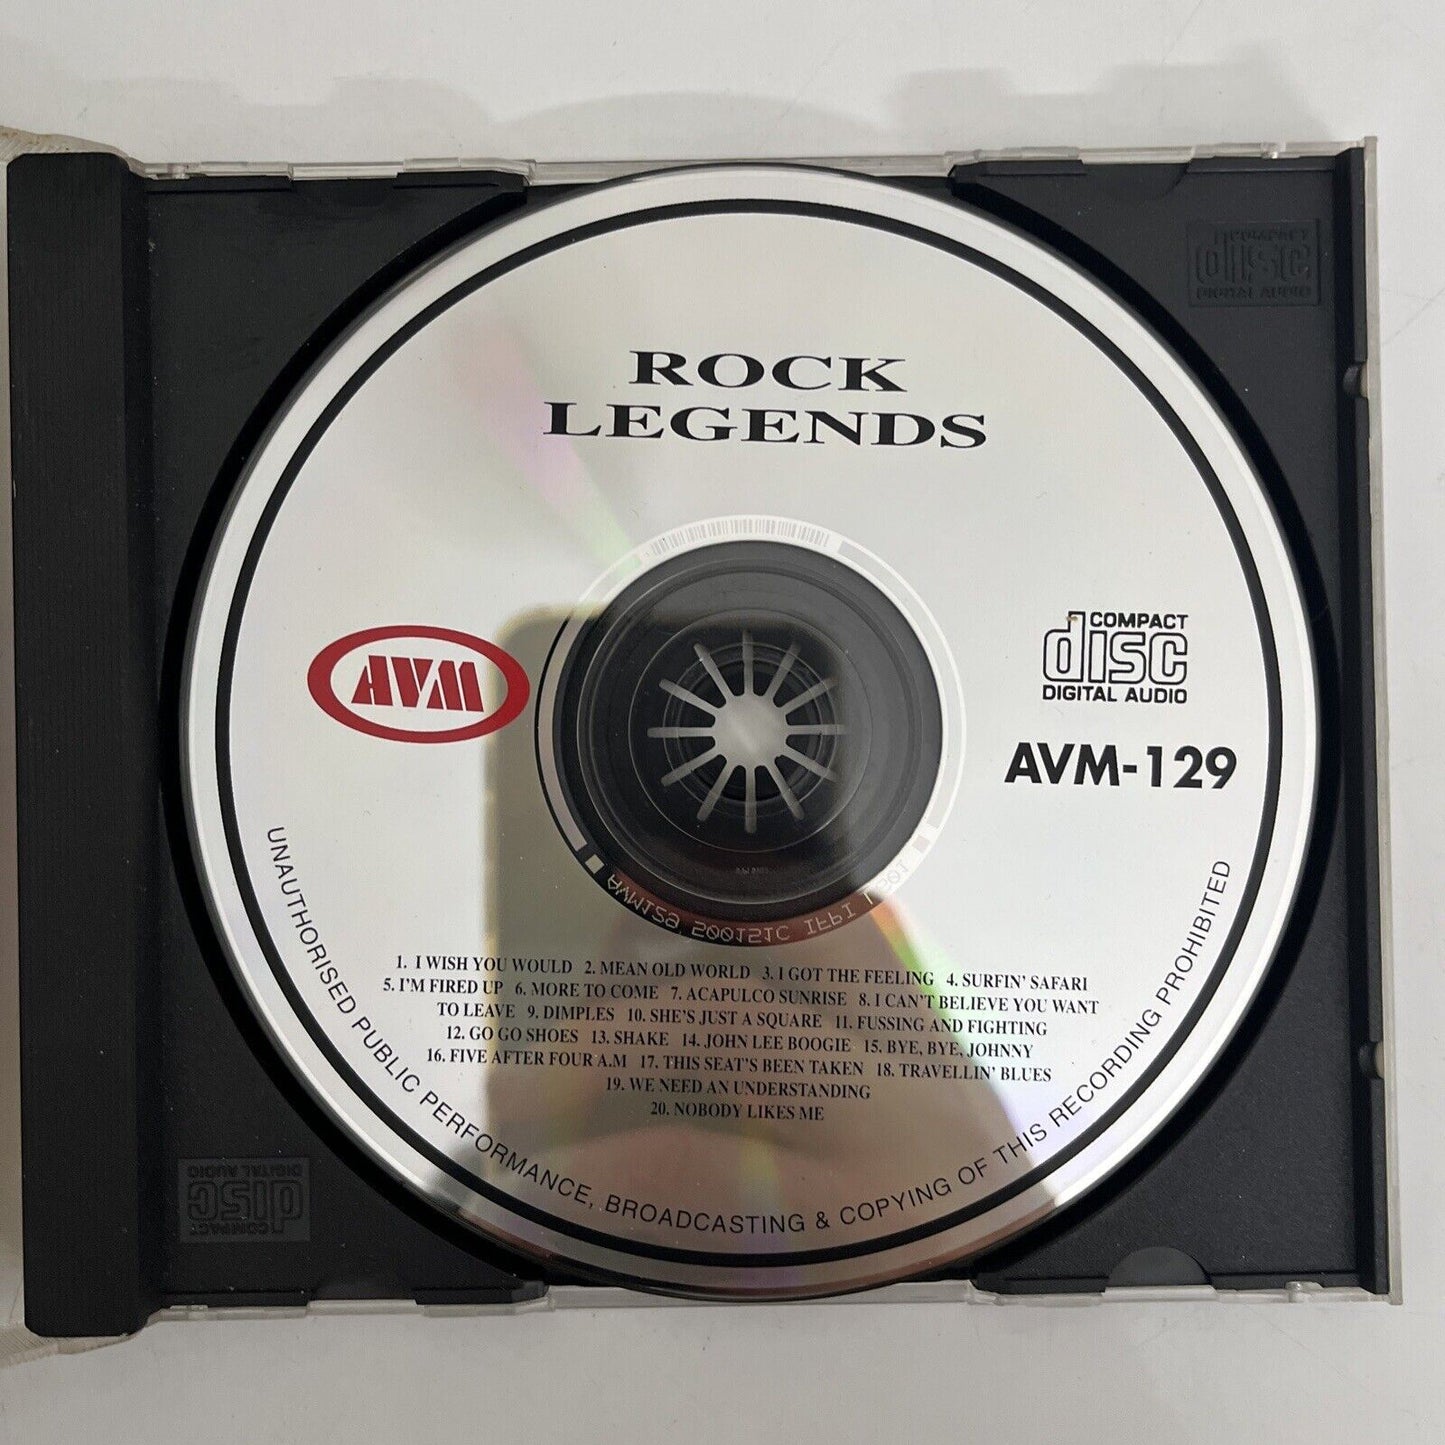 ROCK
LEGENDS
COMPACT
disc
DIGITAL AUDIO
AVM
COMPACT
disc
DIGITAL AUDIO
AVM-129
1. I WISH YOU WOULD 2. MEAN OLD WORLD 3. I GOT THE FEELING 4. SURFIN' SAFARI
5. I'M FIRED UP 6. MORE TO COME 7. ACAPULCO SUNRISE 8. I CAN'T BELIEVE YOU WANT
TO LEAVE 9. DIMPLES 10. SHE'S JUST A SQUARE 11. FUSSING AND FIGHTING
12. GO GO SHOES 13. SHAKE 14. JOHN LEE BOOGIE 15. BYE, BYE, JOHNNY
16. FIVE AFTER FOUR A.M 17. THIS SEAT'S BEEN TAKEN 18. TRAVELLIN' BLUES
19. WE NEED AN UNDERSTANDING
20. NOBODY LIKES ME
UNAUTHORISED PUBLIC PERFORMANCE, BROADCASTING & COPYING OF THIS RECORDING PROHIBITED
COMPACT
disc
DIGITAL AUDIO